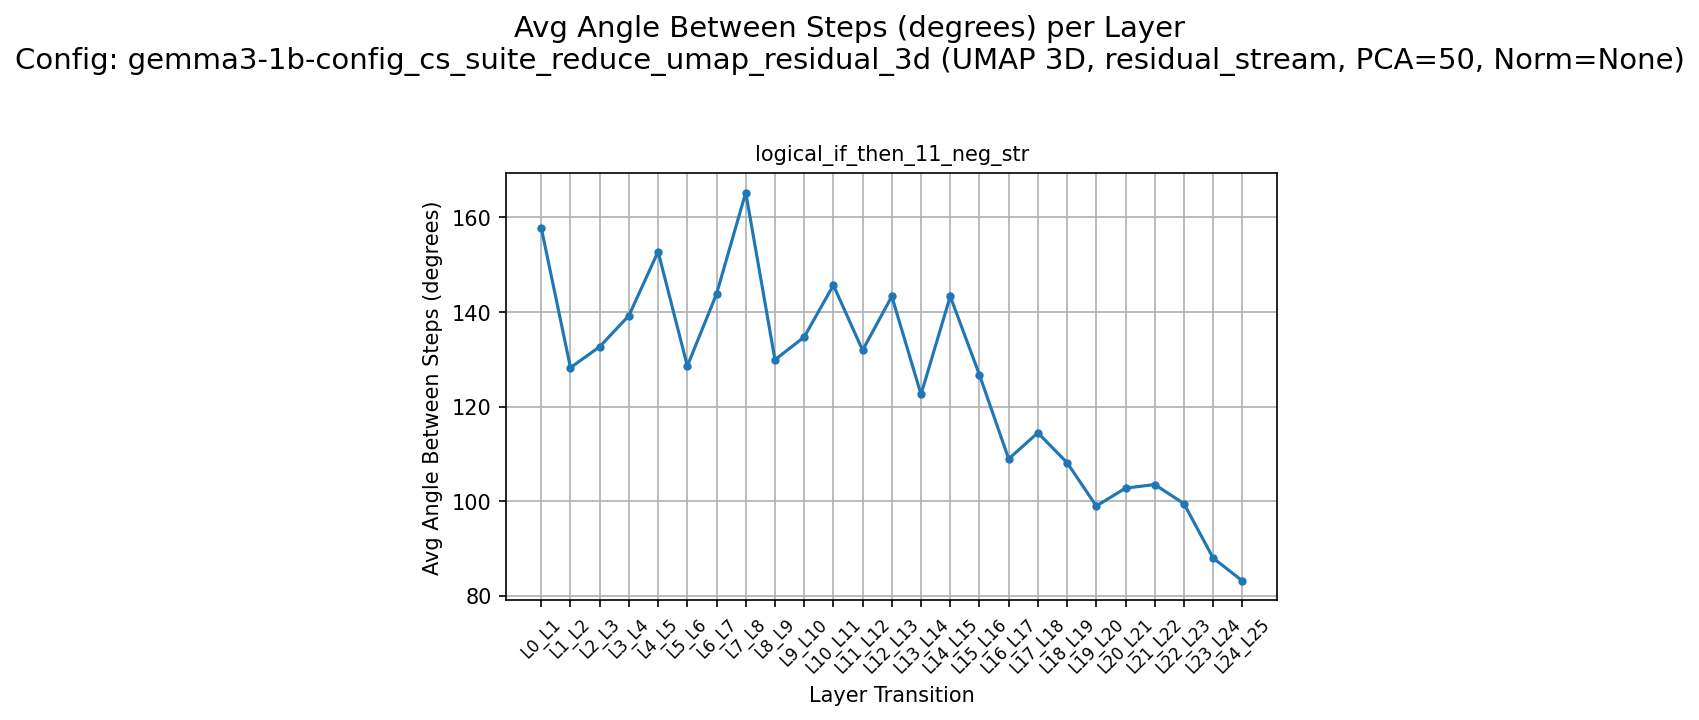 Avg Angle Between Steps (degrees) per Layer
Config: gemma3-1b-config_cs_suite_reduce_umap_residual_3d (UMAP 3D, residual_stream, PCA=50, Norm=None)
logical_if_then_11_neg_str
Avg Angle Between Steps (degrees)
160
140
120
100
80
L0_L1
L1_L2
L2_L3
L3_L4
L4_L5
L5_L6
L6_L7
L7_L8
L8_L9
L9_L10
L10_L11
L11_L12
L12_L13
L13_L14
L14_L15
L15_L16
L16_L17
L17_L18
L18_L19
L19_L20
L20_L21
L21_L22
L22_L23
L23_L24
L24_L25
Layer Transition